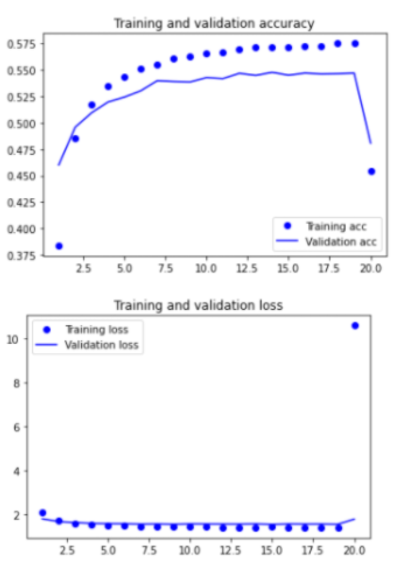 Training and validation accuracy
0.575
0.550
0.525
0.500
0.475
0.450
0.425
0.400
0.375
Training acc
Validation acc
2.5 5.0 7.5 10.0 12.5 15.0 17.5 20.0
Training and validation loss
Training loss
Validation loss
10
8
6
4
2
2.5 5.0 7.5 10.0 12.5 15.0 17.5 20.0